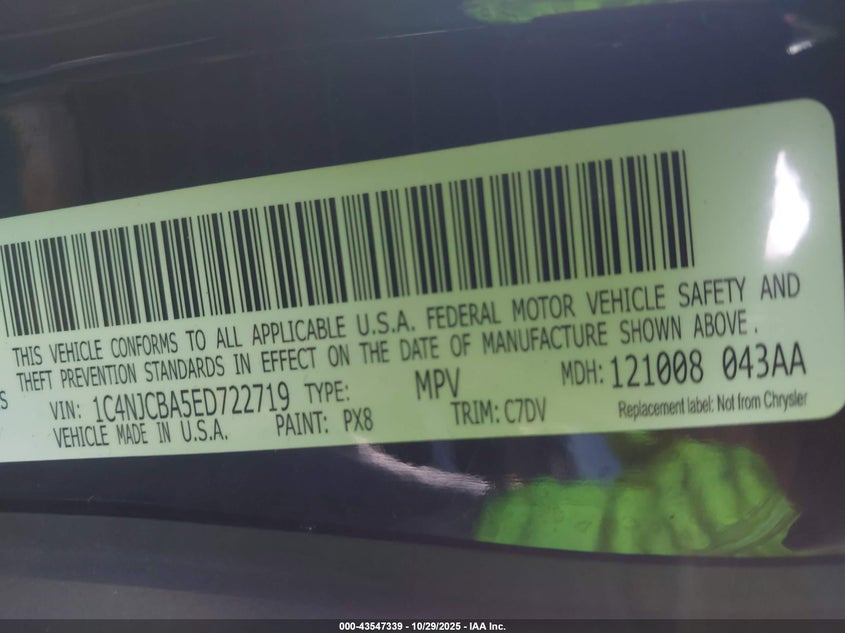 THIS VEHICLE CONFORMS TO ALL APPLICABLE U.S.A. FEDERAL MOTOR VEHICLE SAFETY AND
THEFT PREVENTION STANDARDS IN EFFECT ON THE DATE OF MANUFACTURE SHOWN ABOVE.
VIN: 1C4NJCBA5ED722719 TYPE: MPV MDH: 121008 043AA
VEHICLE MADE IN U.S.A. PAINT: PX8 TRIM: C7DV Replacement label: Not from Chrysler
000-43547339 - 10/29/2025 - IAA Inc.